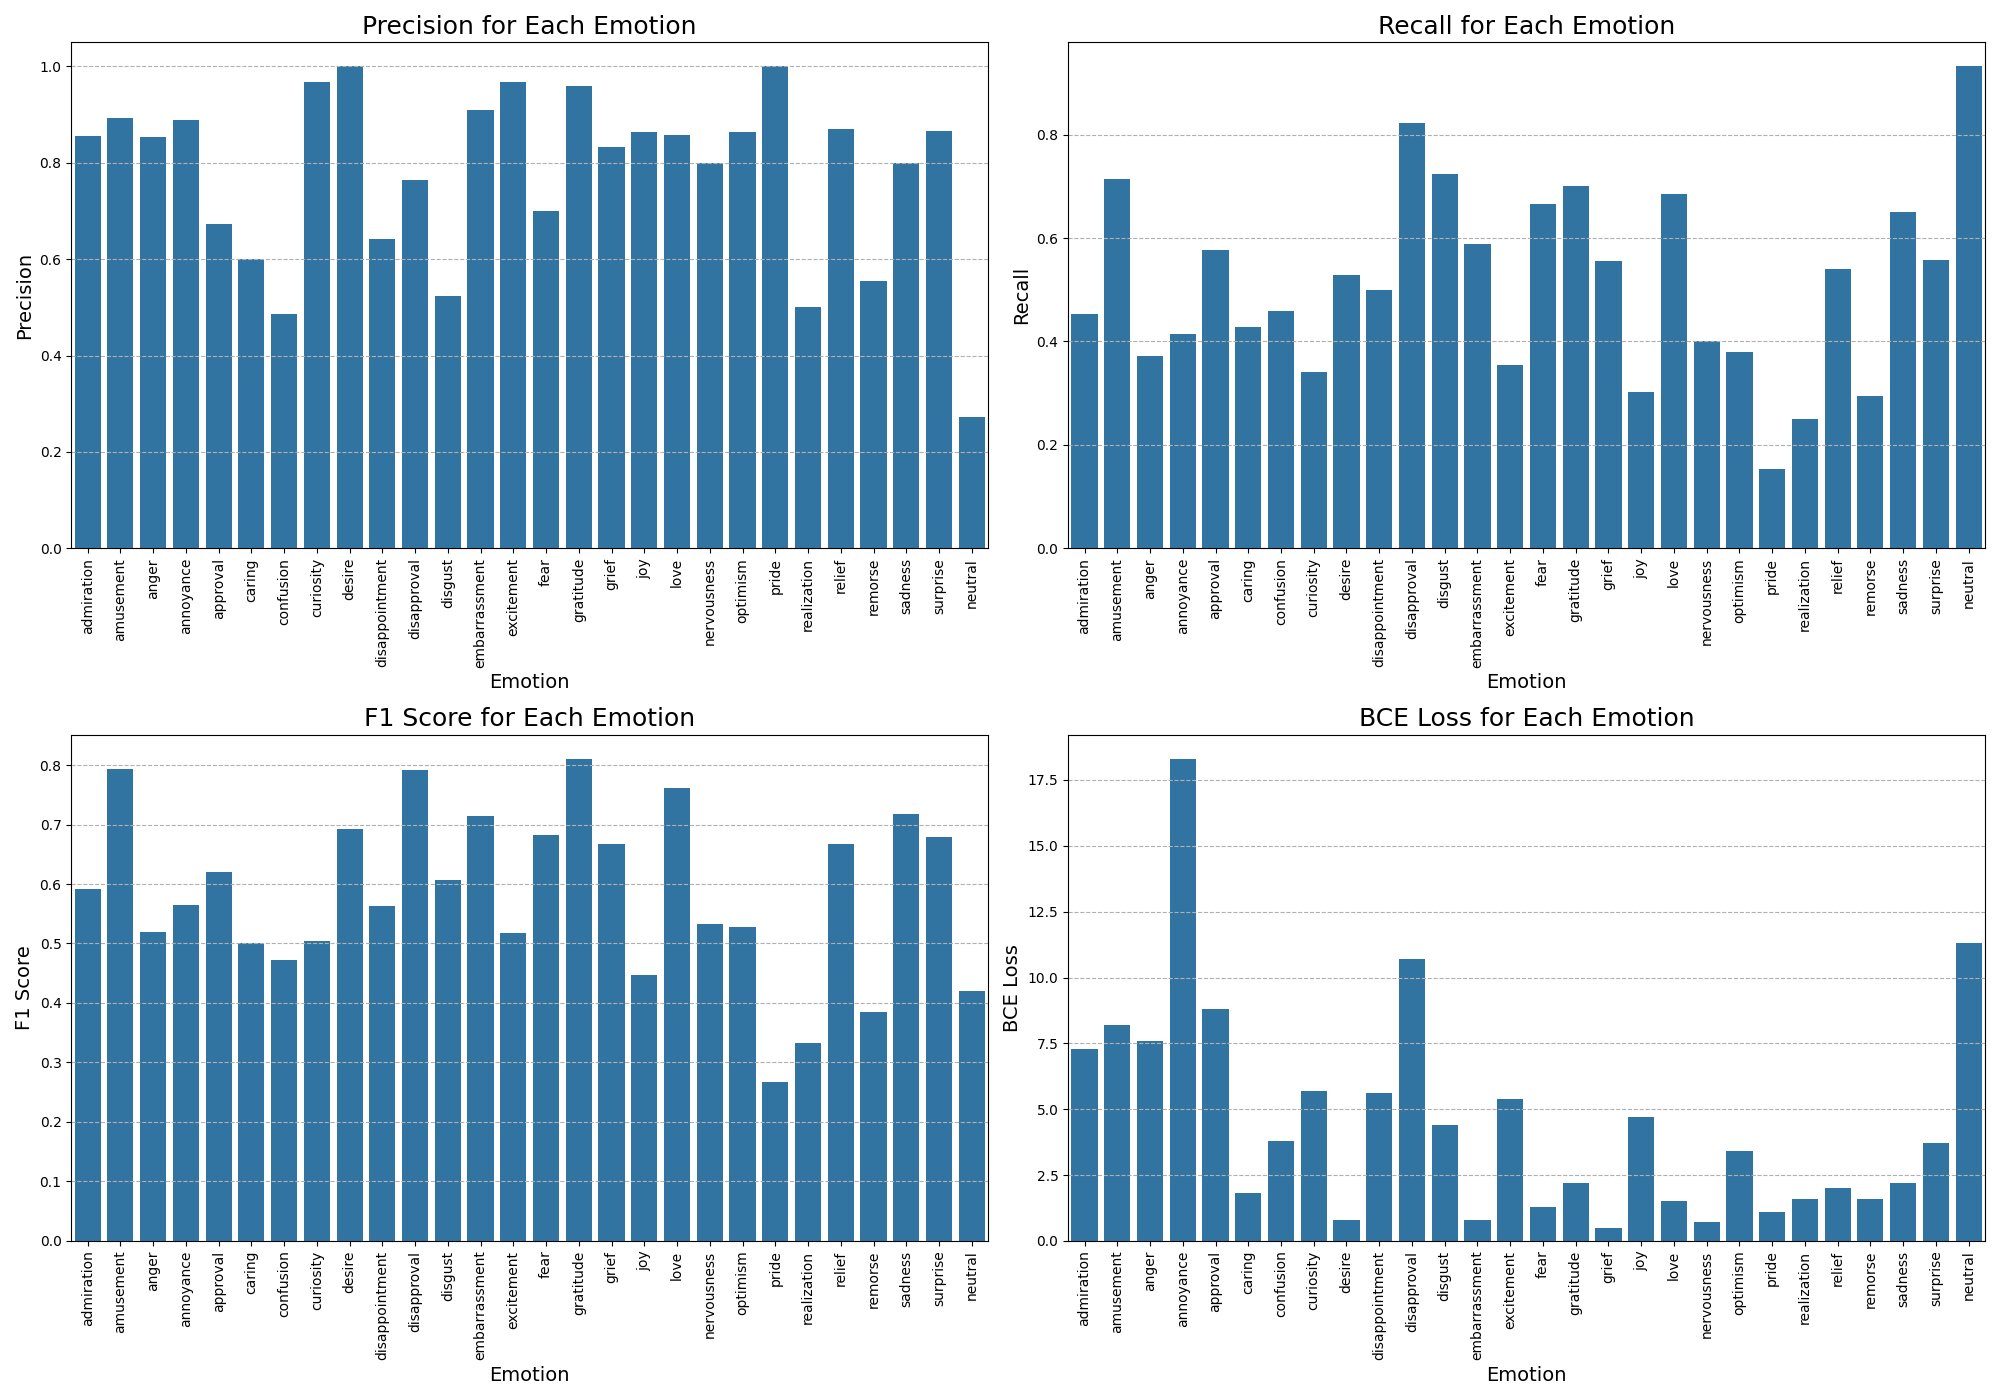 Precision for Each Emotion
Precision
1.0
0.8
0.6
0.4
0.2
0.0
admiration
amusement
anger
annoyance
approval
caring
confusion
curiosity
desire
disappointment
disapproval
disgust
embarrassment
excitement
fear
gratitude
grief
joy
love
nervousness
optimism
pride
realization
relief
remorse
sadness
surprise
neutral
Emotion
Recall for Each Emotion
Recall
0.8
0.6
0.4
0.2
0.0
admiration
amusement
anger
annoyance
approval
caring
confusion
curiosity
desire
disappointment
disapproval
disgust
embarrassment
excitement
fear
gratitude
grief
joy
love
nervousness
optimism
pride
realization
relief
remorse
sadness
surprise
neutral
Emotion
F1 Score for Each Emotion
F1 Score
0.8
0.7
0.6
0.5
0.4
0.3
0.2
0.1
0.0
admiration
amusement
anger
annoyance
approval
caring
confusion
curiosity
desire
disappointment
disapproval
disgust
embarrassment
excitement
fear
gratitude
grief
joy
love
nervousness
optimism
pride
realization
relief
remorse
sadness
surprise
neutral
Emotion
BCE Loss for Each Emotion
BCE Loss
17.5
15.0
12.5
10.0
7.5
5.0
2.5
0.0
admiration
amusement
anger
annoyance
approval
caring
confusion
curiosity
desire
disappointment
disapproval
disgust
embarrassment
excitement
fear
gratitude
grief
joy
love
nervousness
optimism
pride
realization
relief
remorse
sadness
surprise
neutral
Emotion